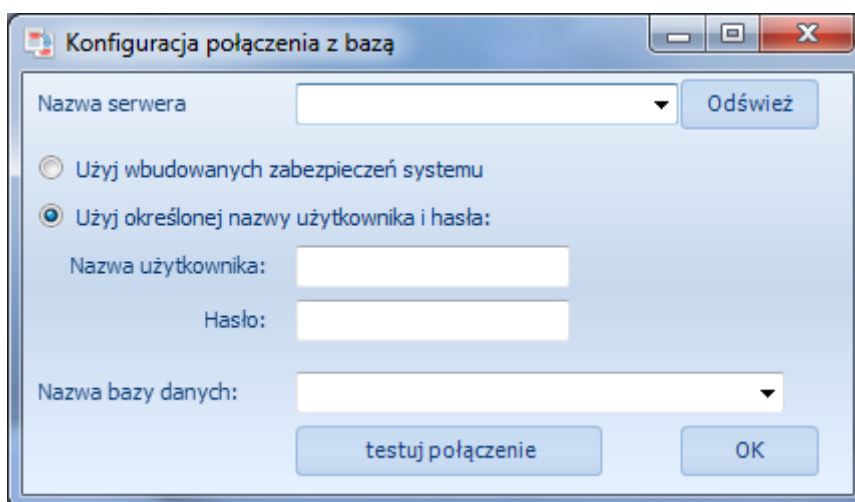 Konfiguracja połączenia z bazą
Nazwa serwera
Odśwież
Użyj wbudowanych zabezpieczeń systemu
Użyj określonej nazwy użytkownika i hasła:
Nazwa użytkownika:
Hasło:
Nazwa bazy danych:
testuj połączenie
OK